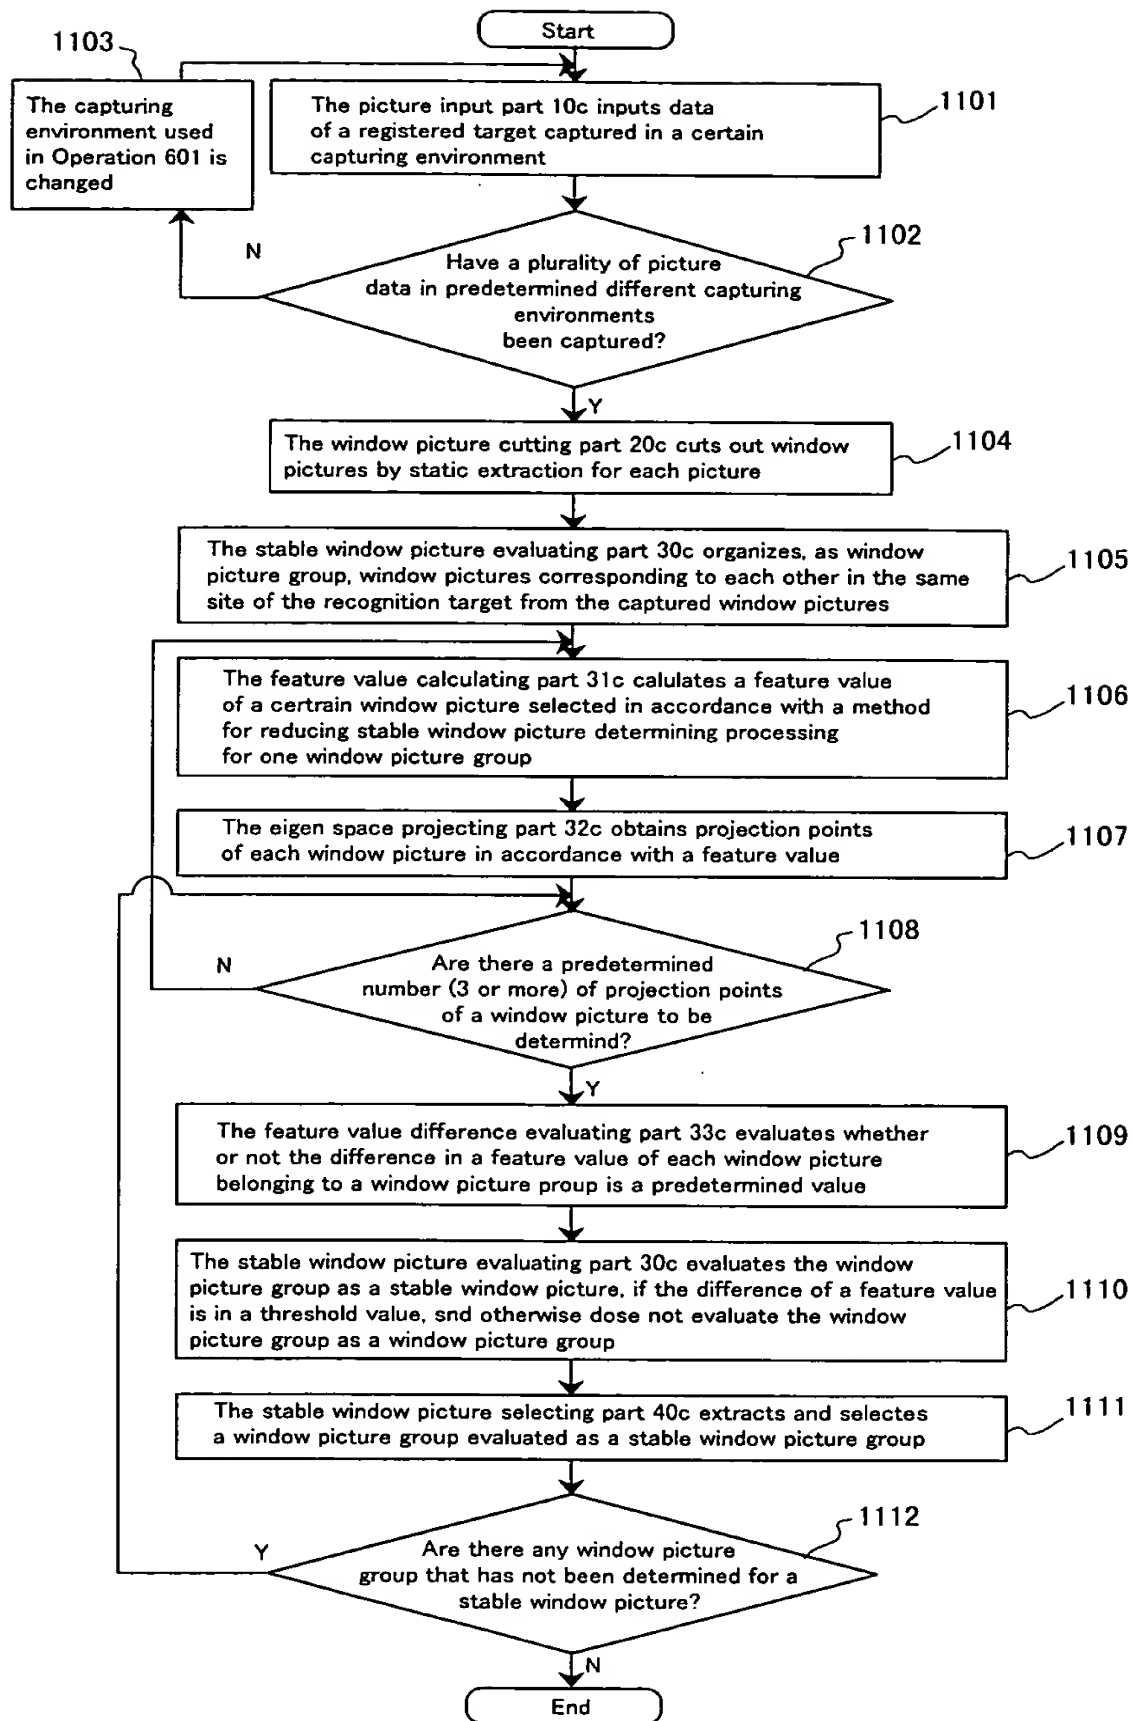 Start
1103
The capturing
environment used
in Operation 601 is
changed
The picture input part 10c inputs data
of a registered target captured in a certain
capturing environment
1101
N
1102
Have a plurality of picture
data in predetermined different capturing
environments
been captured?
Y
The window picture cutting part 20c cuts out window
pictures by static extraction for each picture
1104
The stable window picture evaluating part 30c organizes, as window
picture group, window pictures corresponding to each other in the same
site of the recognition target from the captured window pictures
1105
The feature value calculating part 31c calulates a feature value
of a certrain window picture selected in accordance with a method
for reducing stable window picture determining processing
for one window picture group
1106
The eigen space projecting part 32c obtains projection points
of each window picture in accordance with a feature value
1107
1108
N
Are there a predetermined
number (3 or more) of projection points
of a window picture to be
determind?
Y
The feature value difference evaluating part 33c evaluates whether
or not the difference in a feature value of each window picture
belonging to a window picture proup is a predetermined value
1109
The stable window picture evaluating part 30c evaluates the window
picture group as a stable window picture, if the difference of a feature value
is in a threshold value, snd otherwise dose not evaluate the window
picture group as a window picture group
1110
The stable window picture selecting part 40c extracts and selectes
a window picture group evaluated as a stable window picture group
1111
1112
Y
Are there any window picture
group that has not been determined for a
stable window picture?
N
End